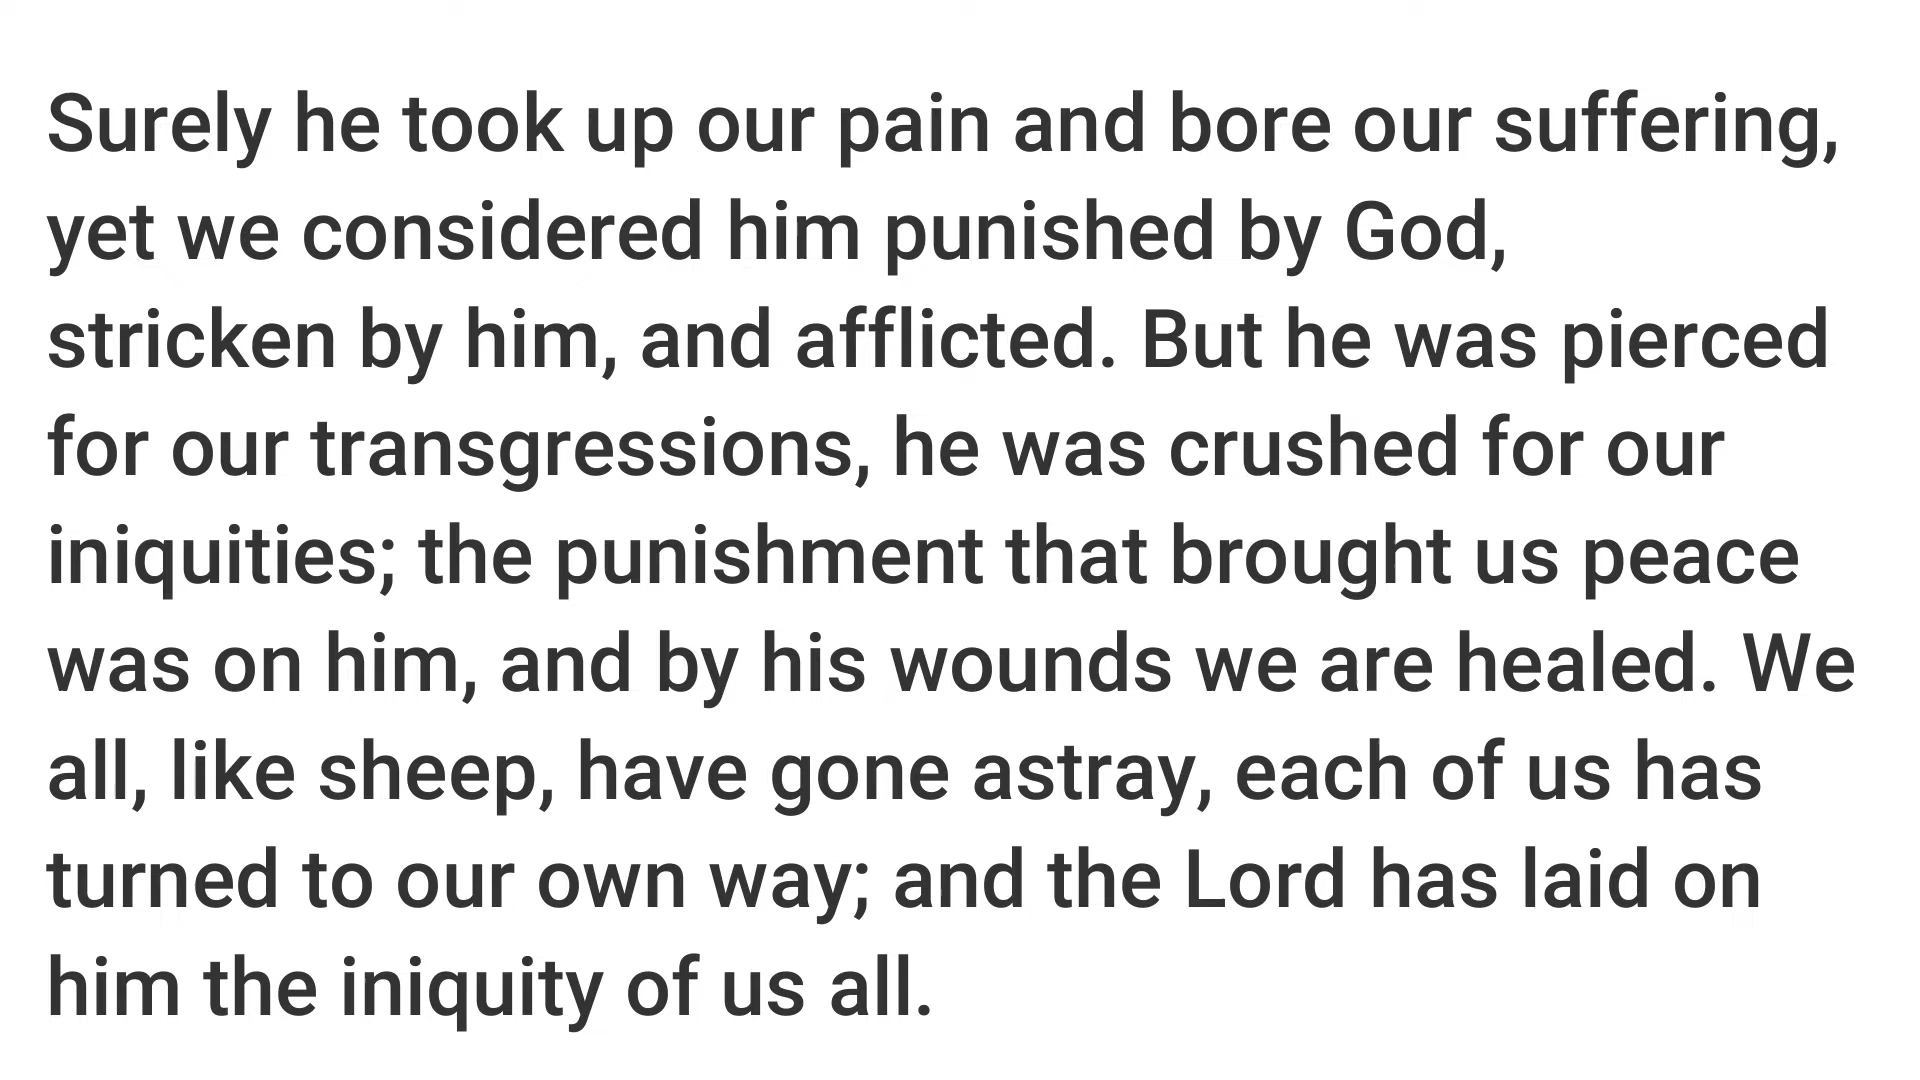 Surely he took up our pain and bore our suffering,
yet we considered him punished by God,
stricken by him, and afflicted. But he was pierced
for our transgressions, he was crushed for our
iniquities; the punishment that brought us peace
was on him, and by his wounds we are healed. We
all, like sheep, have gone astray, each of us has
turned to our own way; and the Lord has laid on
him the iniquity of us all.